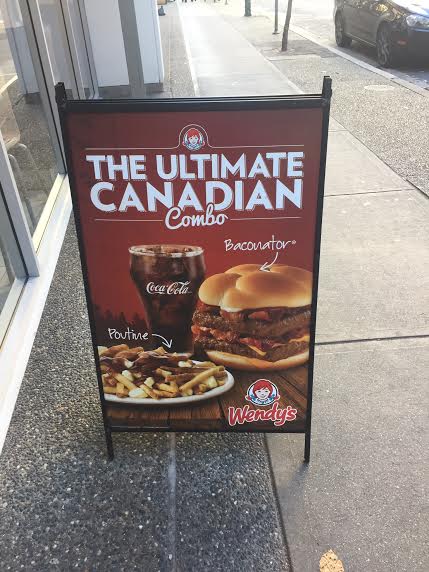 THE ULTIMATE
CANADIAN
Combo
Baconator®
Coca-Cola
Poutine
Wendy's